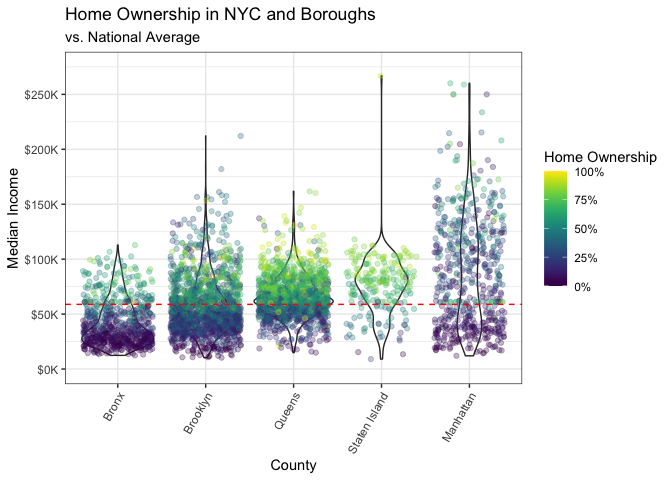 Home Ownership in NYC and Boroughs
vs. National Average
$250K
$200K
$150K
$100K
$50K
$0K
Median Income
Bronx
Brooklyn
Queens
Staten Island
Manhattan
County
Home Ownership
100%
75%
50%
25%
0%